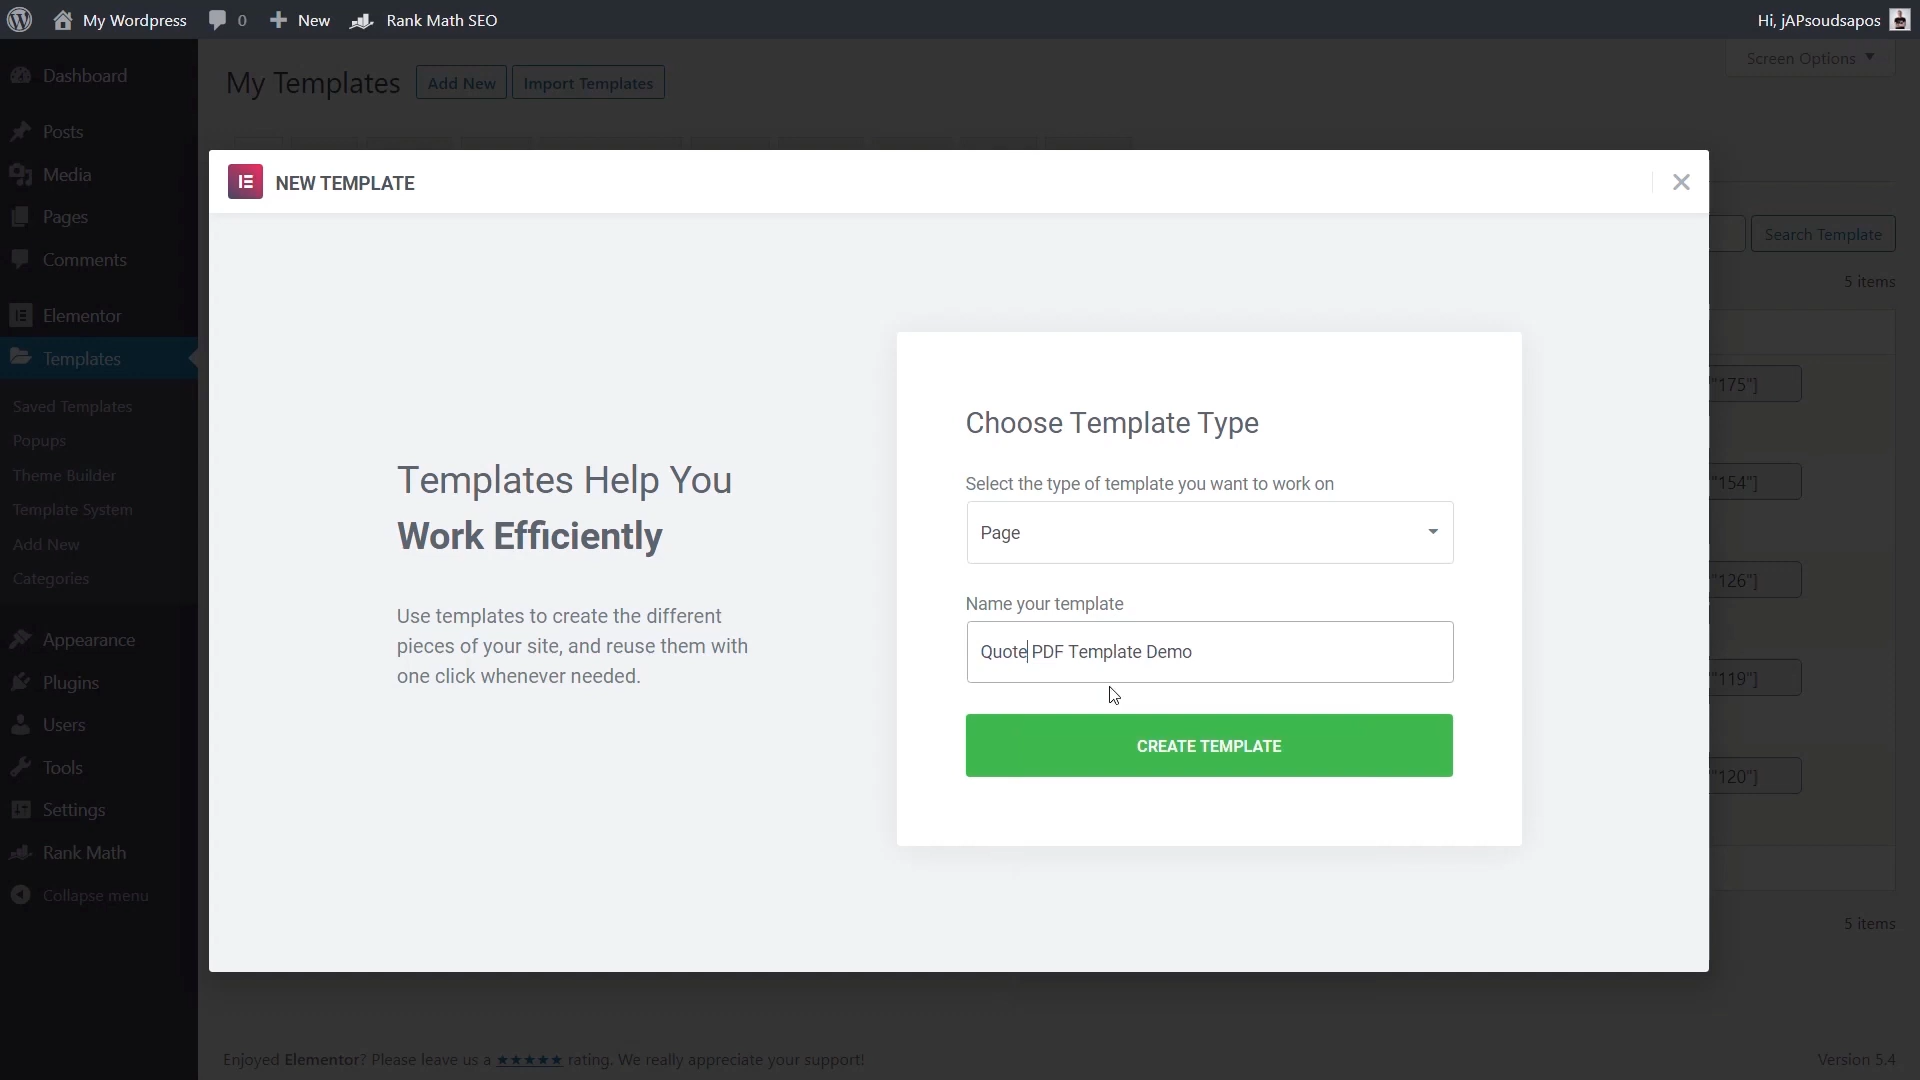 My Wordpress
0
New
Rank Math SEO
Hi, jAPsoudsapos
Dashboard
Posts
Media
Pages
Comments
Elementor
Templates
Saved Templates
Popups
Theme Builder
Template System
Add New
Categories
Appearance
Plugins
Users
Tools
Settings
Rank Math
Collapse menu
My Templates
Add New
Import Templates
Screen Options
Search Template
5 items
NEW TEMPLATE
Templates Help You
Work Efficiently
Use templates to create the different
pieces of your site, and reuse them with
one click whenever needed.
Choose Template Type
Select the type of template you want to work on
Page
Name your template
Quote PDF Template Demo
CREATE TEMPLATE
"175"]
"154"]
"126"]
"119"]
"120"]
5 items
Enjoyed Elementor? Please leave us a ★★★★★ rating. We really appreciate your support!
Version 5.4